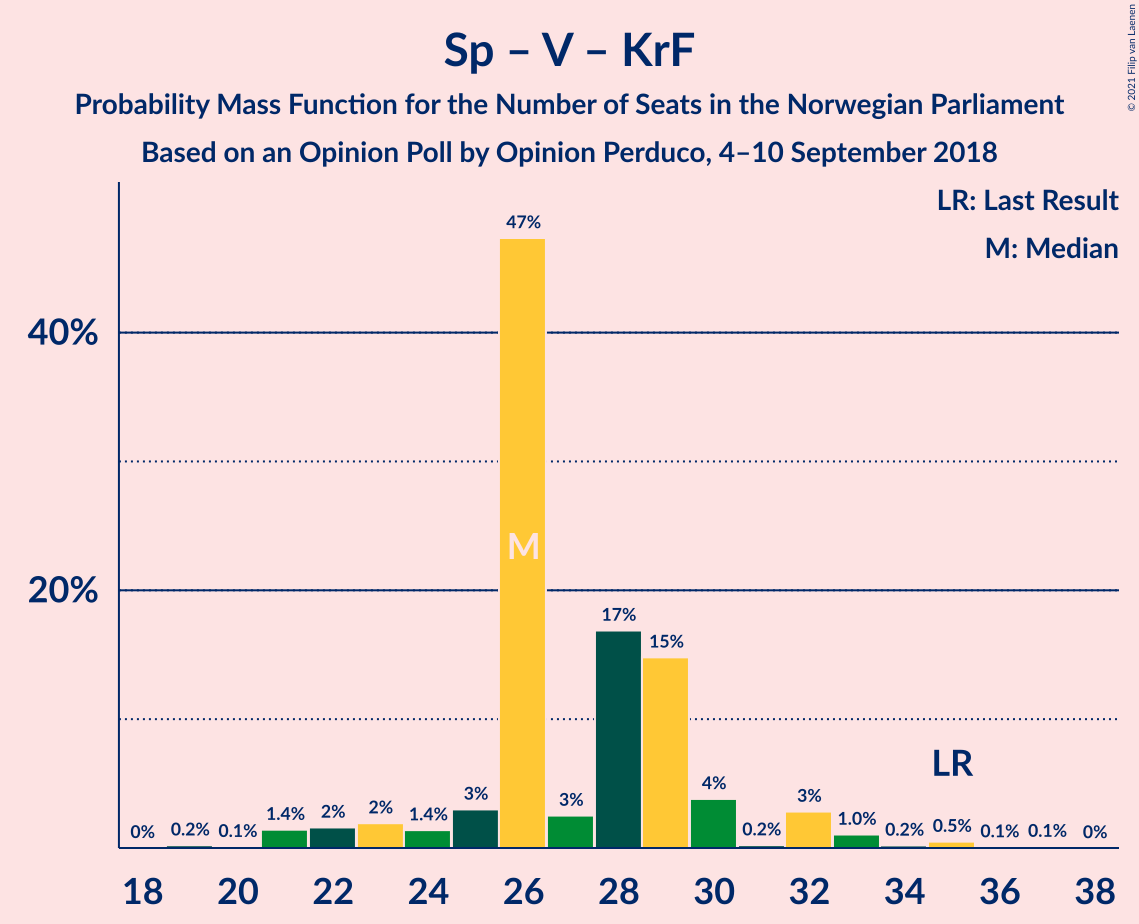 Sp – V – KrF
Probability Mass Function for the Number of Seats in the Norwegian Parliament
Based on an Opinion Poll by Opinion Perduco, 4–10 September 2018
© 2021 Filip van Laenen
LR: Last Result
M: Median
40%
20%
0%
0.2%
0.1%
1.4%
2%
2%
1.4%
3%
47%
M
3%
17%
15%
4%
0.2%
3%
1.0%
0.2%
LR
0.5%
0.1%
0.1%
0%
18 20 22 24 26 28 30 32 34 36 38